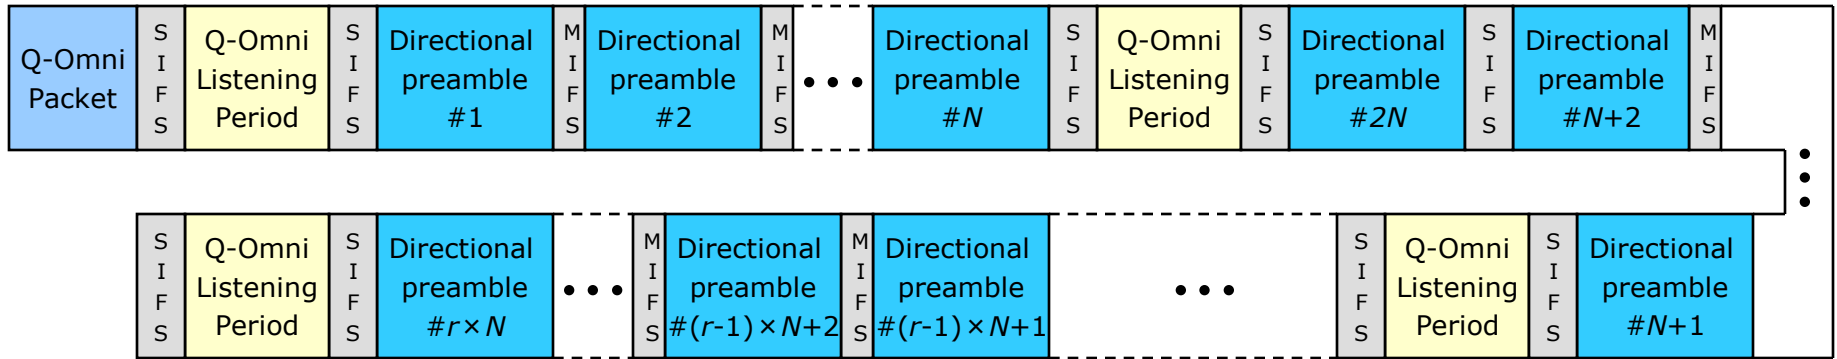 Q-Omni
Packet
S
I
F
S
Q-Omni
Listening
Period
S
I
F
S
Directional
preamble
#1
M
I
F
S
Directional
preamble
#2
M
I
F
S
Directional
preamble
#N
S
I
F
S
Q-Omni
Listening
Period
S
I
F
S
Directional
preamble
#2N
S
I
F
S
Directional
preamble
#N+2
M
I
F
S
S
I
F
S
Q-Omni
Listening
Period
S
I
F
S
Directional
preamble
#r×N
M
I
F
S
Directional
preamble
#(r-1)×N+2
M
I
F
S
Directional
preamble
#(r-1)×N+1
S
I
F
S
Q-Omni
Listening
Period
S
I
F
S
Directional
preamble
#N+1